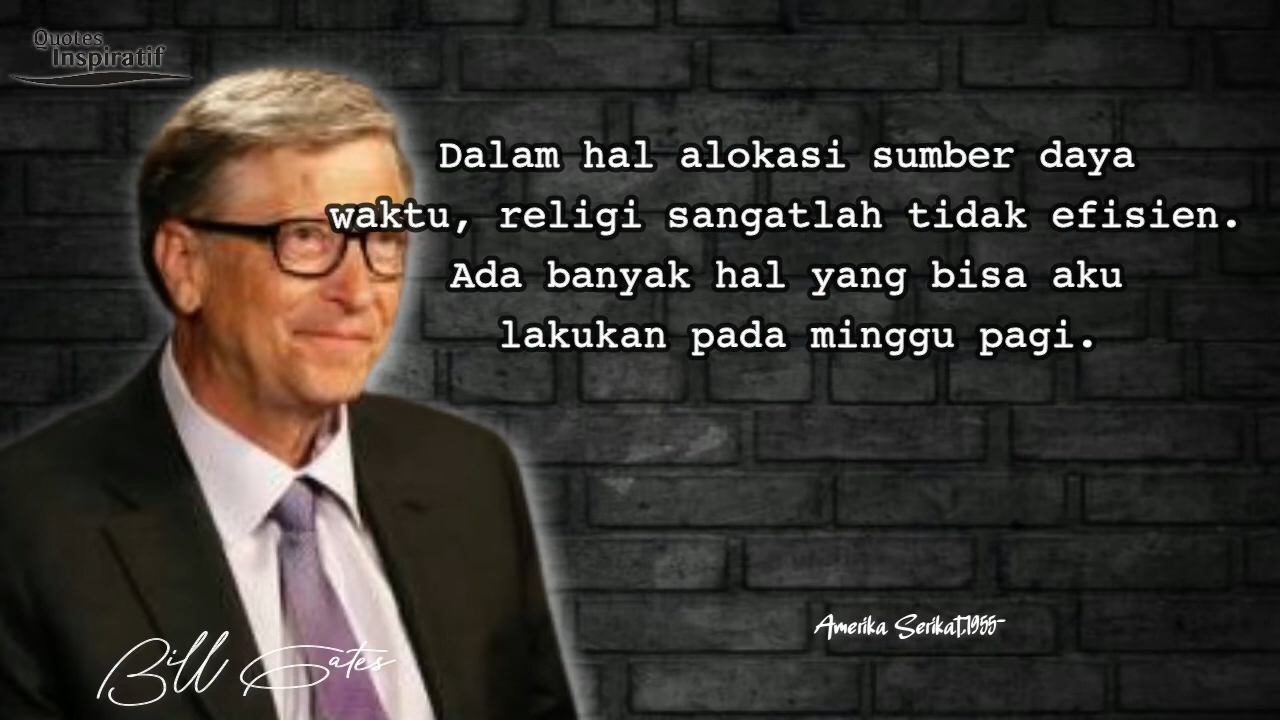 Quotes
Inspiratif
Dalam hal alokasi sumber daya
waktu, religi sangatlah tidak efisien.
Ada banyak hal yang bisa aku
lakukan pada minggu pagi.
Amerika Serikat,1955-
Bill Gates